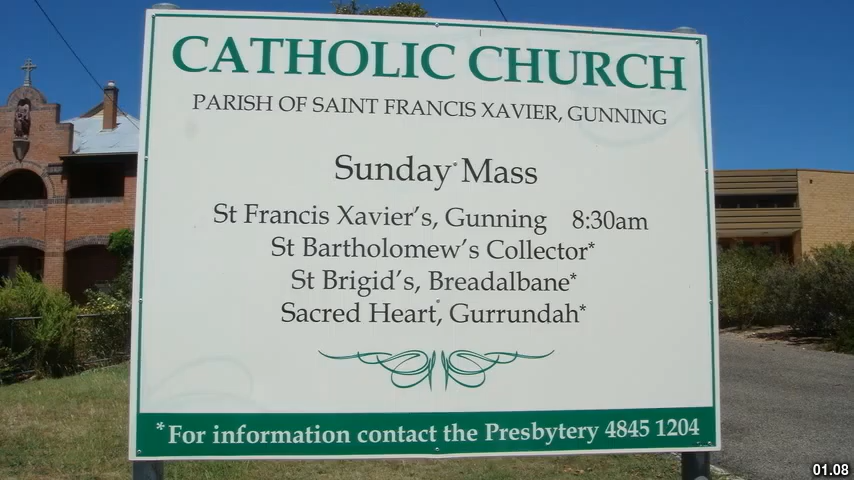 CATHOLIC CHURCH
PARISH OF SAINT FRANCIS XAVIER, GUNNING
Sunday Mass
St Francis Xavier's, Gunning 8:30am
St Bartholomew's Collector*
St Brigid's, Breadalbane*
Sacred Heart, Gurrundah*
*For information contact the Presbytery 4845 1204
01.08